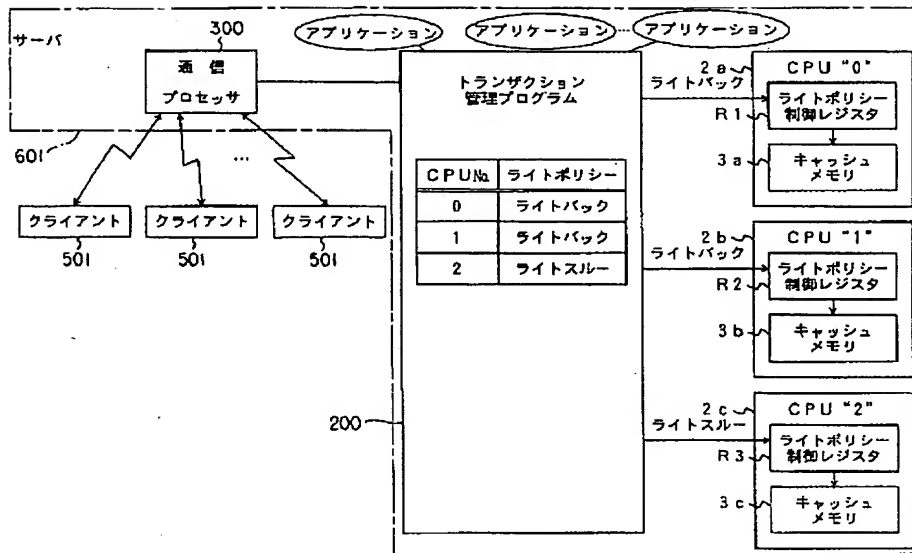 サーバ
300
通信
プロセッサ
601
…
クライアント
クライアント
クライアント
501
501
501
アプリケーション
アプリケーション
…
アプリケーション
トランザクション
管理プログラム
CPU№ ライトポリシー
0 ライトバック
1 ライトバック
2 ライトスルー
200
2a
ライトバック
CPU "0"
R1
ライトポリシー
制御レジスタ
3a
キャッシュ
メモリ
2b
ライトバック
CPU "1"
R2
ライトポリシー
制御レジスタ
3b
キャッシュ
メモリ
2c
ライトスルー
CPU "2"
R3
ライトポリシー
制御レジスタ
3c
キャッシュ
メモリ